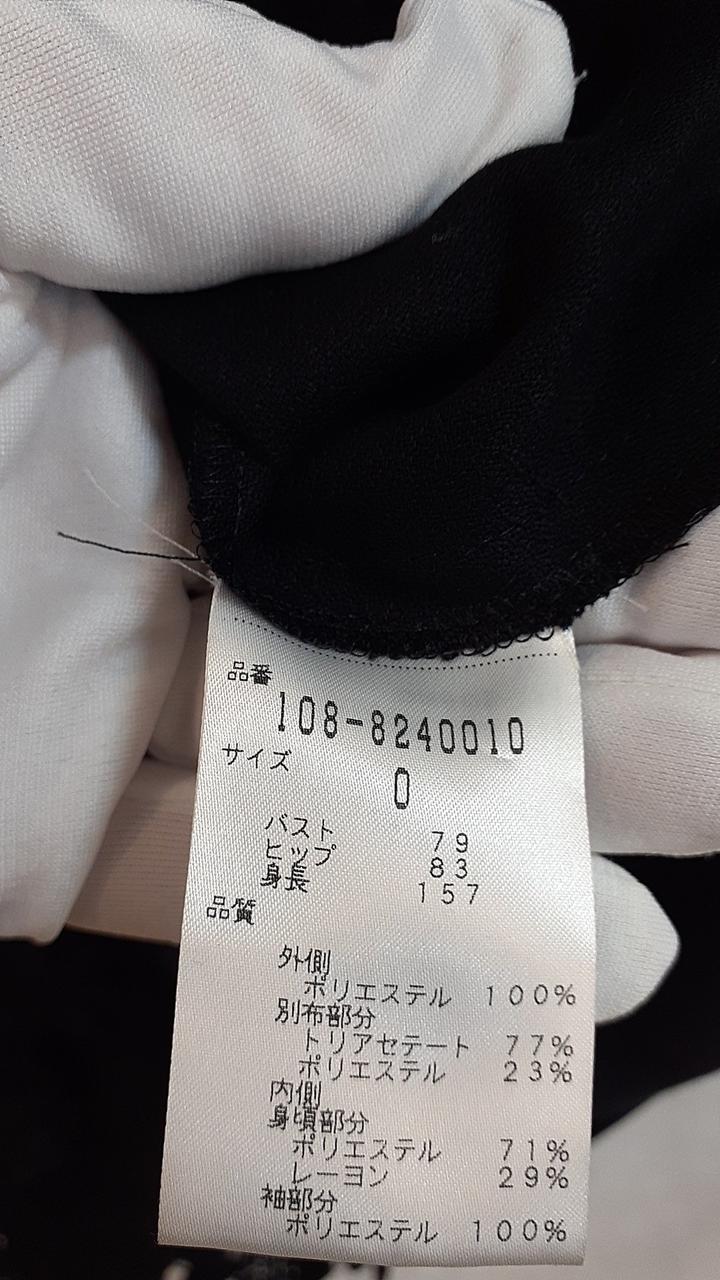 品番
108-8240010
サイズ
0
バスト 79
ヒップ 83
身長 157
品質
外側
ポリエステル 100%
別布部分
トリアセテート 77%
ポリエステル 23%
内側
身頃部分
ポリエステル 71%
レーヨン 29%
袖部分
ポリエステル 100%